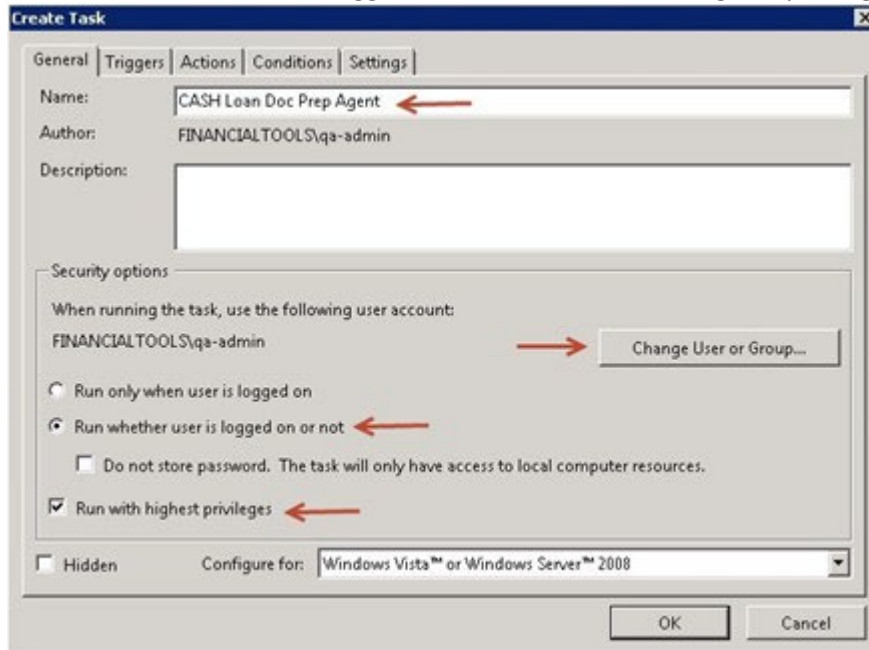 Create Task
General Triggers Actions Conditions Settings
Name: CASH Loan Doc Prep Agent
Author: FINANCIALTOOLS\qa-admin
Description:
Security options
When running the task, use the following user account:
FINANCIALTOOLS\qa-admin Change User or Group...
Run only when user is logged on
Run whether user is logged on or not
Do not store password. The task will only have access to local computer resources.
Run with highest privileges
Hidden Configure for: Windows Vista™ or Windows Server™ 2008
OK Cancel